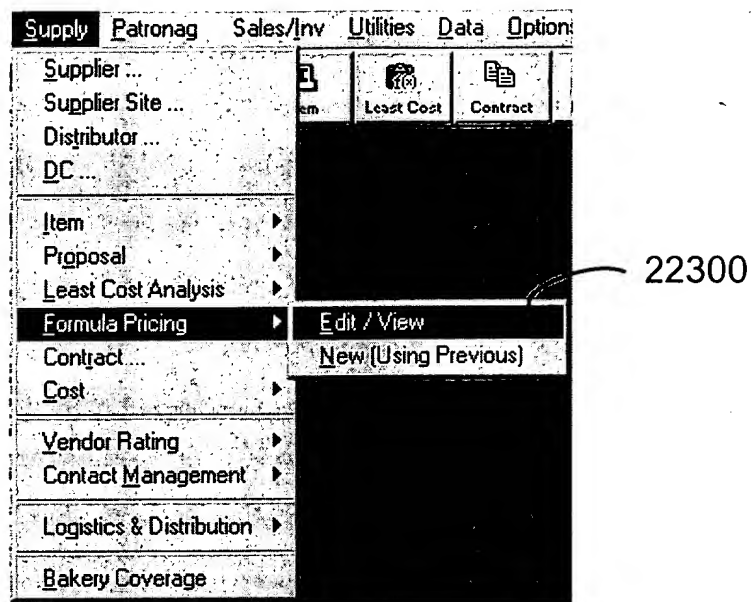 Supply Patronag Sales/Inv Utilities Data Option
Supplier ...
Supplier Site ...
Distributor ...
DC ...
em Least Cost Contract
Item
Proposal
Least Cost Analysis
Formula Pricing
Edit / View
New (Using Previous)
Contract ...
Cost
Vendor Rating
Contact Management
Logistics & Distribution
Bakery Coverage
22300